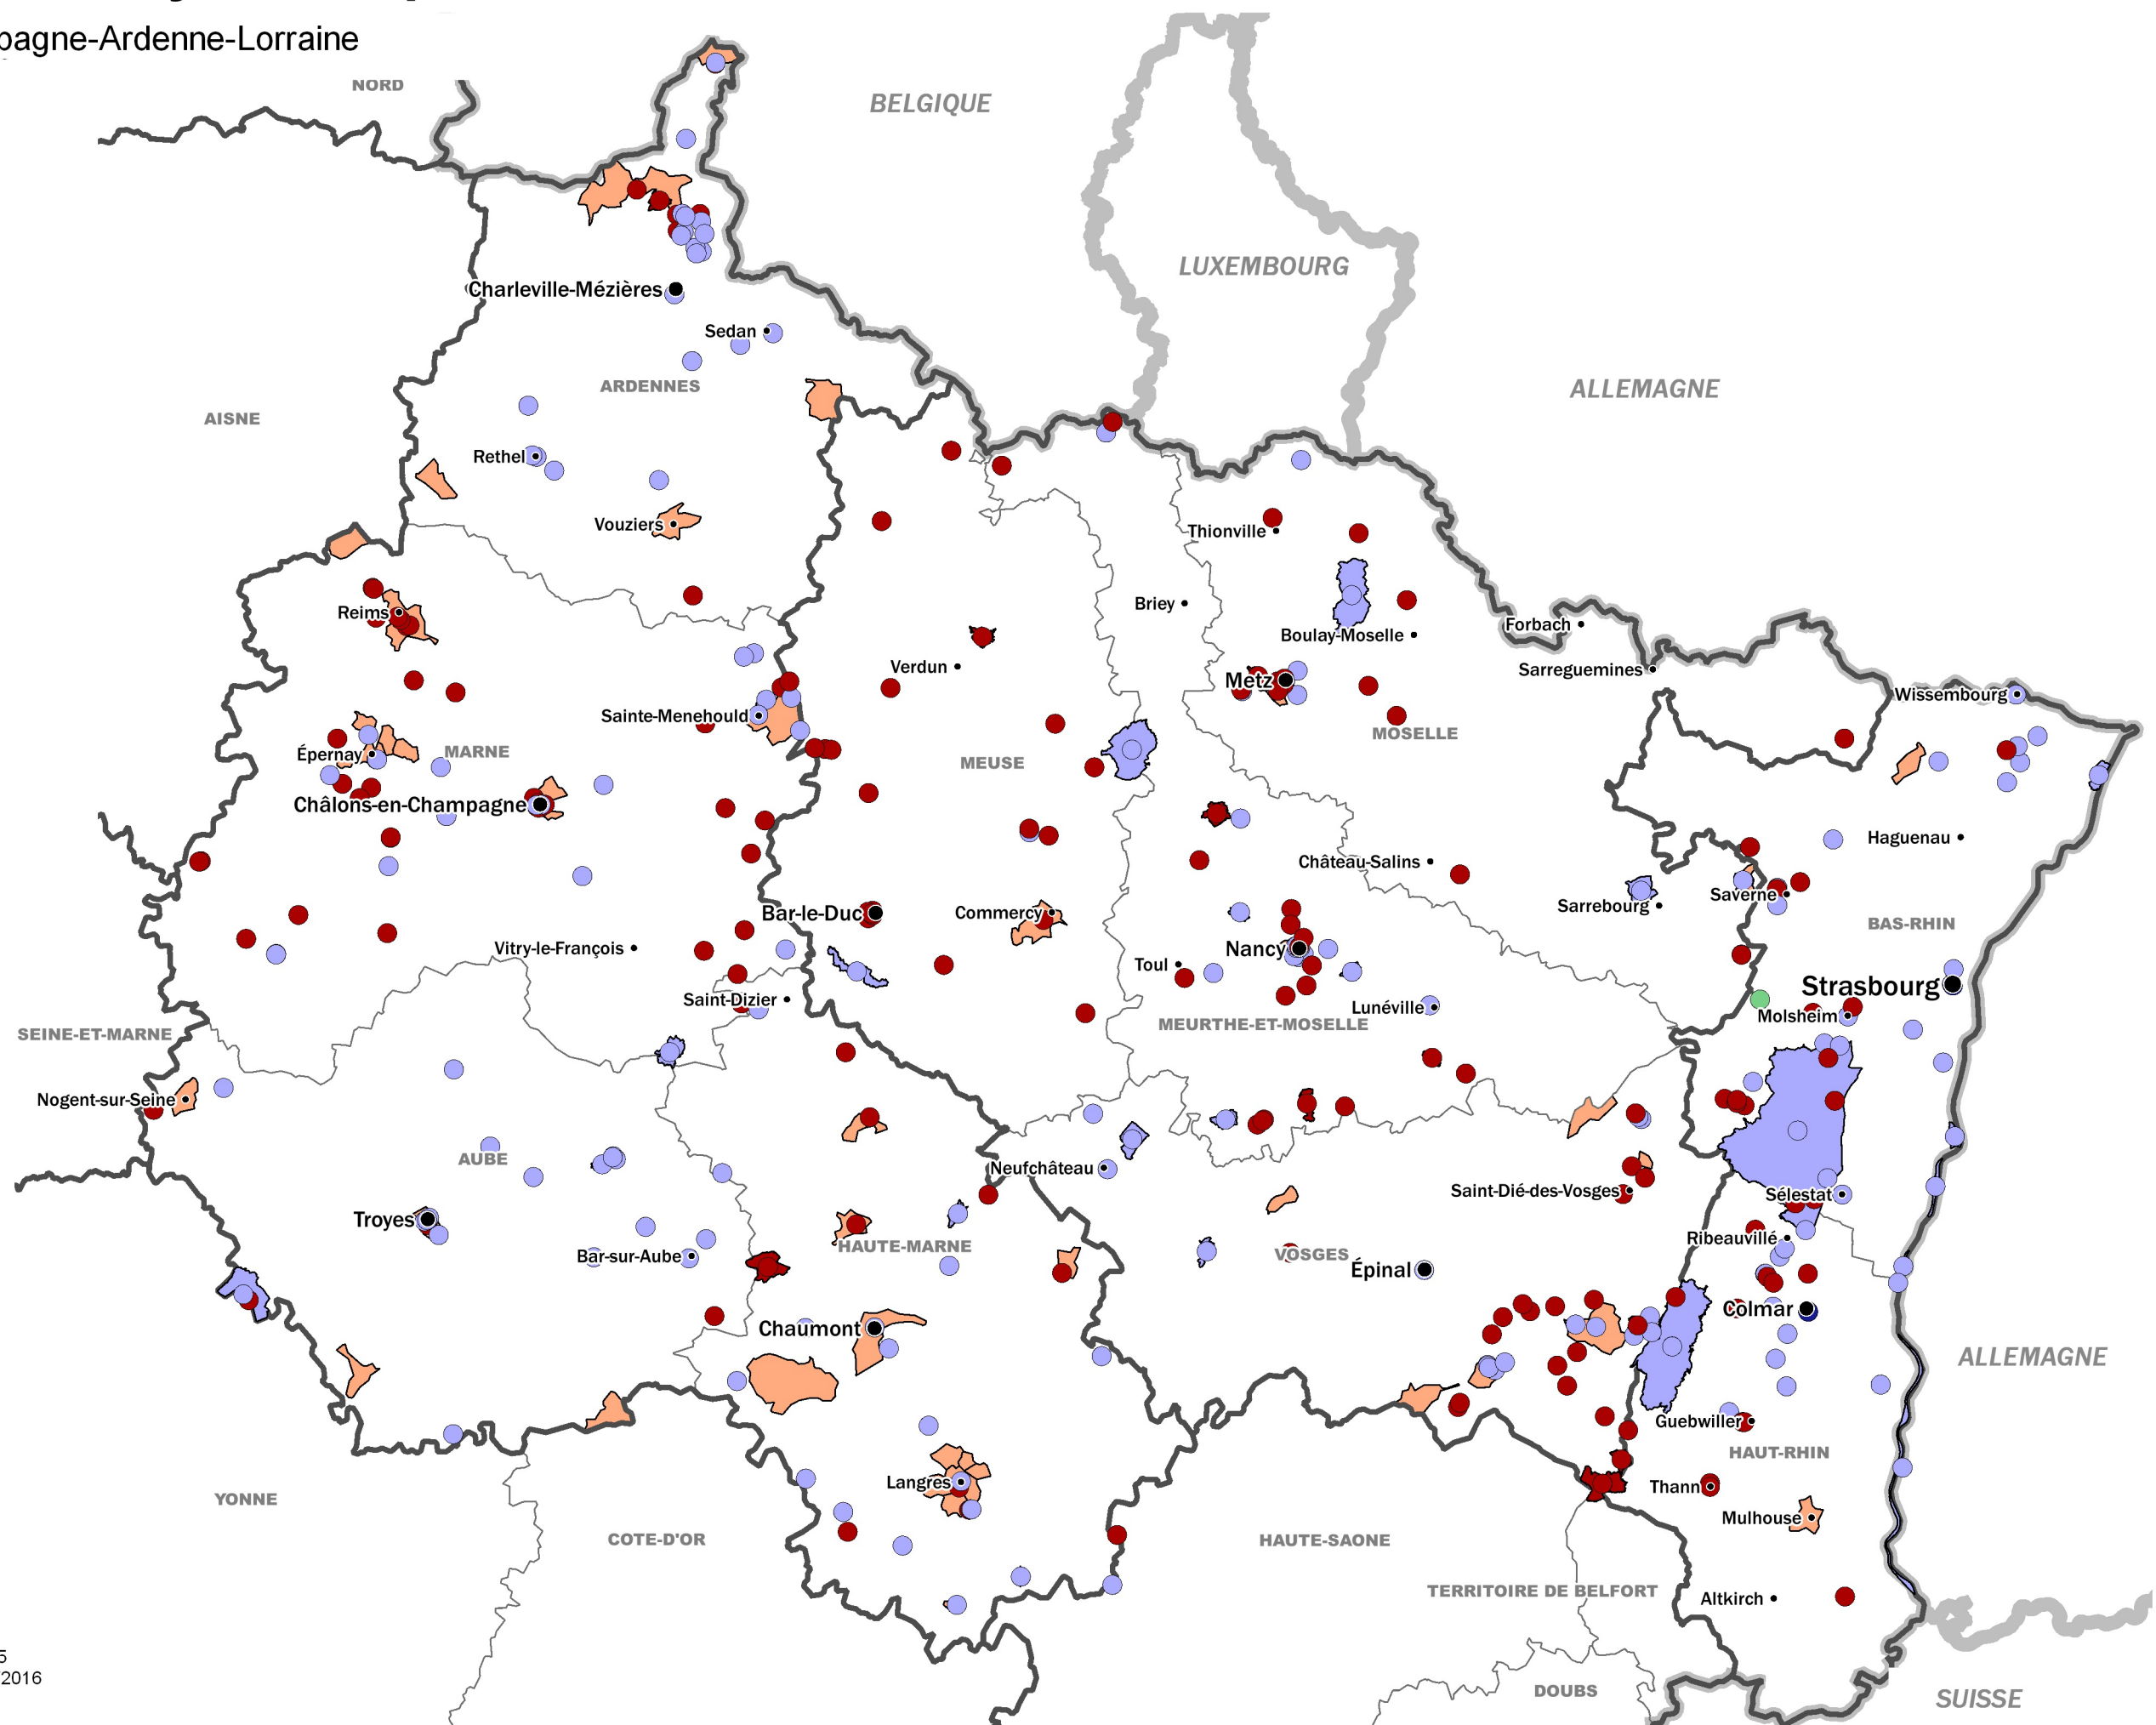 pagne-Ardenne-Lorraine
NORD
BELGIQUE
LUXEMBOURG
Charleville-Mézières
Sedan
ARDENNES
ALLEMAGNE
AISNE
Rethel
Vouziers
Thionville
Briey
Reims
Forbach
Boulay-Moselle
Verdun
Sarreguemines
Metz
Wissembourg
Sainte-Menehould
MOSELLE
Épernay
MARNE
MEUSE
Châlons-en-Champagne
Haguenau
Château-Salins
Saverne
Sarrebourg
Bar-le-Duc
Commercy
BAS-RHIN
Vitry-le-François
Nancy
Toul
Strasbourg
Saint-Dizier
Lunéville
Molsheim
SEINE-ET-MARNE
MEURTHE-ET-MOSELLE
Nogent-sur-Seine
AUBE
Neufchâteau
Saint-Dié-des-Vosges
Sélestat
Troyes
Ribeauvillé
HAUTE-MARNE
Bar-sur-Aube
VOSGES
Épinal
Colmar
Chaumont
ALLEMAGNE
Guebwiller
HAUT-RHIN
Langres
Thann
YONNE
Mulhouse
COTE-D'OR
HAUTE-SAONE
TERRITOIRE DE BELFORT
Altkirch
5
2016
DOUBS
SUISSE